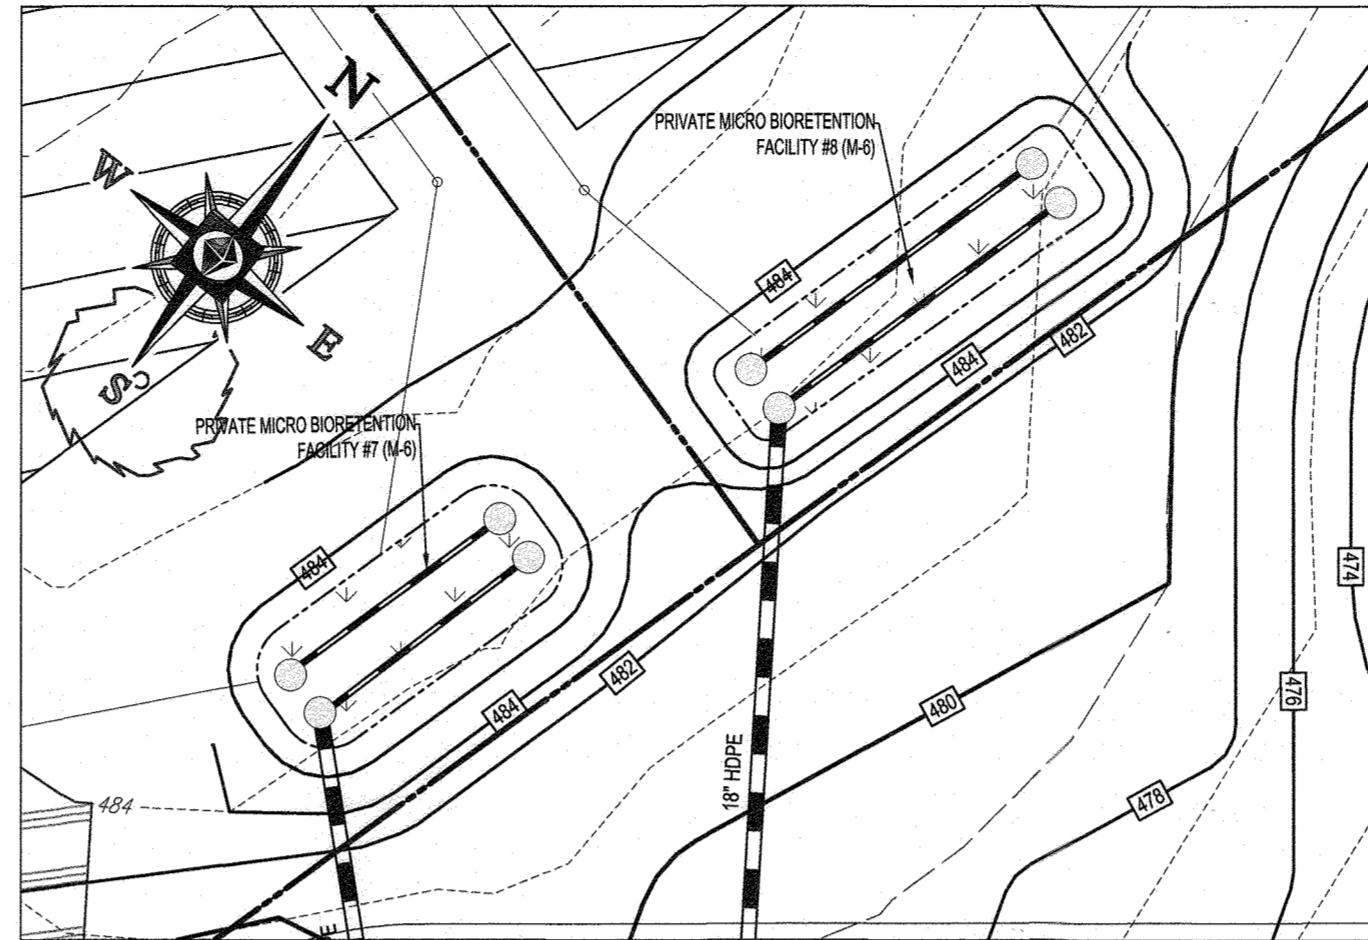 N
W
E
S
PRIVATE MICRO BIORETENTION
FACILITY #8 (M-6)
484
484
482
PRIVATE MICRO BIORETENTION
FACILITY #7 (M-6)
484
484
482
480
478
476
474
18" HDPE
484
E